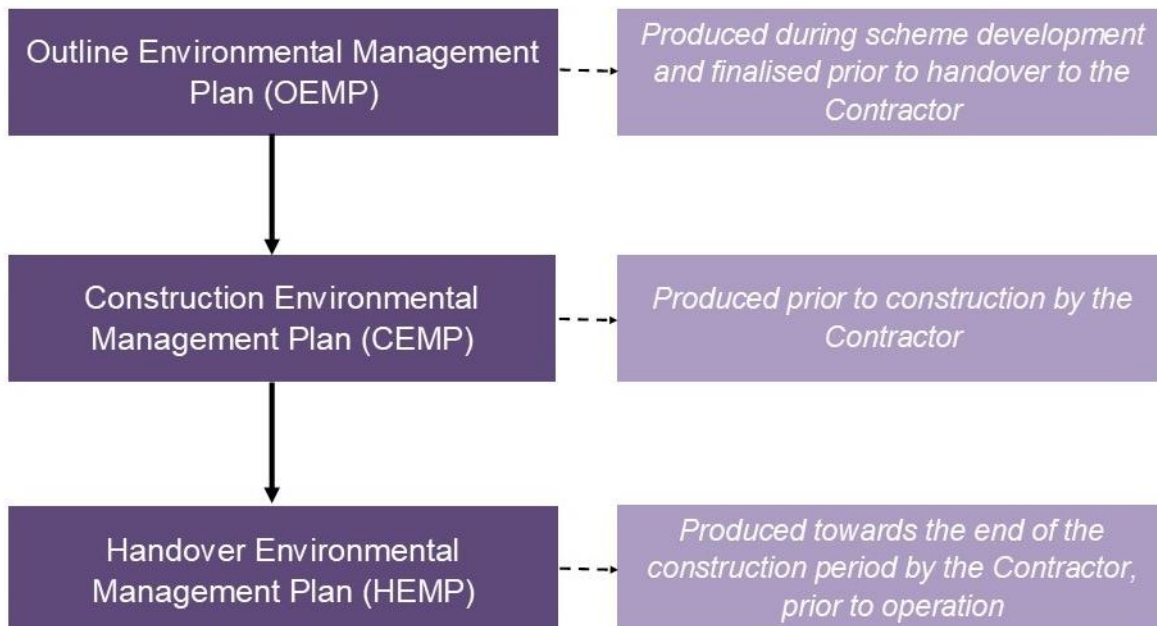 Outline Environmental Management
Plan (OEMP)
Produced during scheme development
and finalised prior to handover to the
Contractor
Construction Environmental
Management Plan (CEMP)
Produced prior to construction by the
Contractor
Handover Environmental
Management Plan (HEMP)
Produced towards the end of the
construction period by the Contractor,
prior to operation